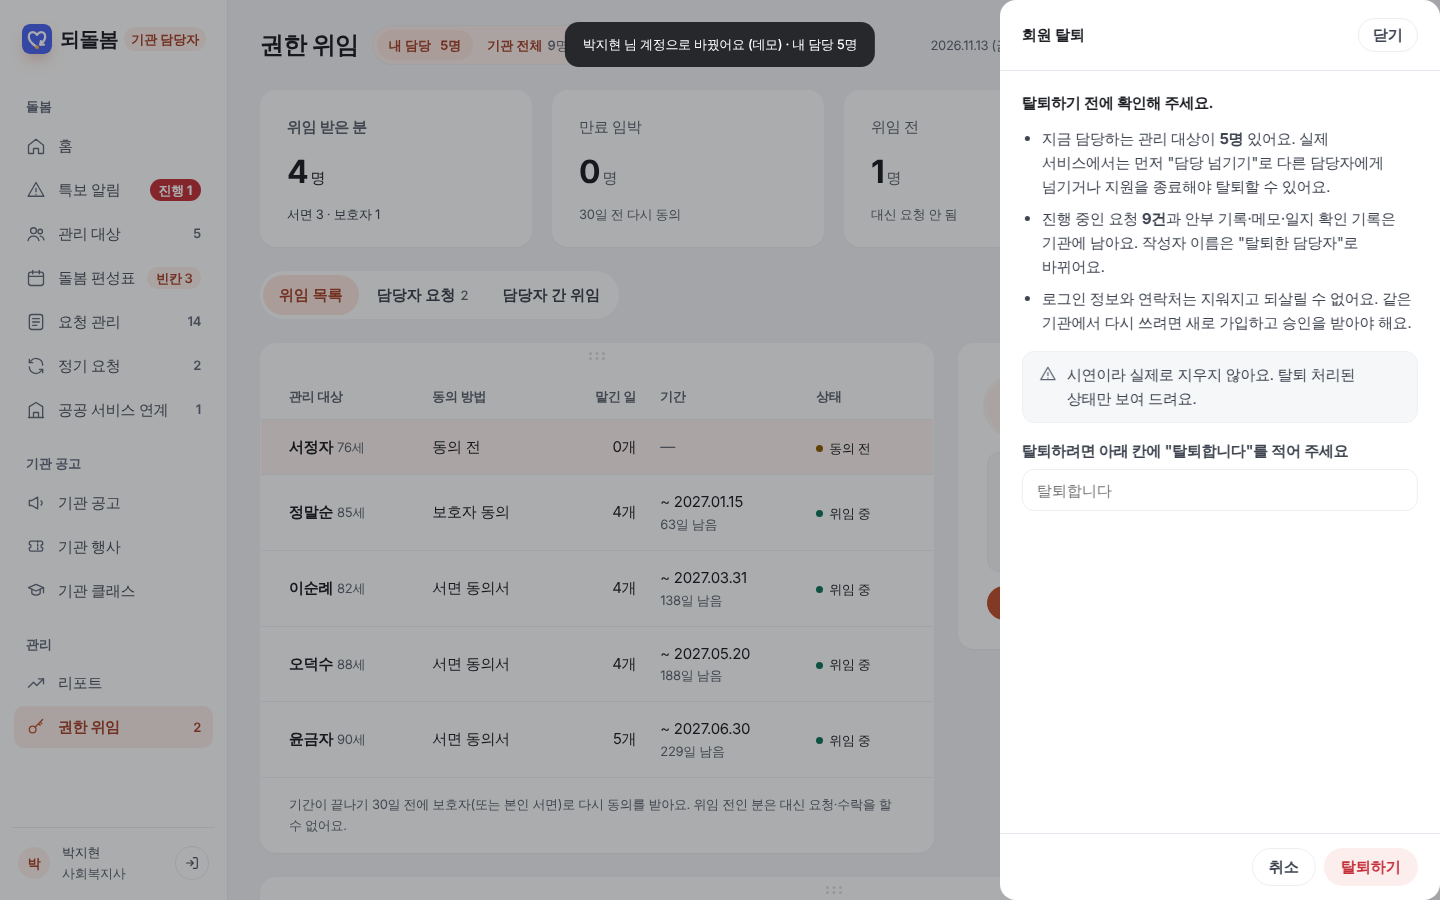 되돌봄 기관 담당자
돌봄
홈
특보 알림 진행 1
관리 대상 5
돌봄 편성표 빈칸 3
요청 관리 14
정기 요청 2
공공 서비스 연계 1
기관 공고
기관 공고
기관 행사
기관 클래스
관리
리포트
권한 위임 2
박 박지현
사회복지사
권한 위임 내 담당 5명 기관 전체
박지현 님 계정으로 바꿨어요 (데모) · 내 담당 5명
2026.11.13
위임 받은 분
4명
서면 3 · 보호자 1
만료 임박
0명
30일 전 다시 동의
위임 전
1명
대신 요청 안 됨
위임 목록 담당자 요청 2 담당자 간 위임
관리 대상 동의 방법 맡긴 일 기간 상태
서정자 76세 동의 전 0개 — 동의 전
정말순 85세 보호자 동의 4개 ~ 2027.01.15 위임 중
63일 남음
이순례 82세 서면 동의서 4개 ~ 2027.03.31 위임 중
138일 남음
오덕수 88세 서면 동의서 4개 ~ 2027.05.20 위임 중
188일 남음
윤금자 90세 서면 동의서 5개 ~ 2027.06.30 위임 중
229일 남음
기간이 끝나기 30일 전에 보호자(또는 본인 서면)로 다시 동의를 받아요. 위임 전인 분은 대신 요청·수락을 할
수 없어요.
회원 탈퇴 닫기
탈퇴하기 전에 확인해 주세요.
지금 담당하는 관리 대상이 5명 있어요. 실제
서비스에서는 먼저 "담당 넘기기"로 다른 담당자에게
넘기거나 지원을 종료해야 탈퇴할 수 있어요.
진행 중인 요청 9건과 안부 기록·메모·일지 확인 기록은
기관에 남아요. 작성자 이름은 "탈퇴한 담당자"로
바뀌어요.
로그인 정보와 연락처는 지워지고 되살릴 수 없어요. 같은
기관에서 다시 쓰려면 새로 가입하고 승인을 받아야 해요.
시연이라 실제로 지우지 않아요. 탈퇴 처리된
상태만 보여 드려요.
탈퇴하려면 아래 칸에 "탈퇴합니다"를 적어 주세요
탈퇴합니다
취소 탈퇴하기